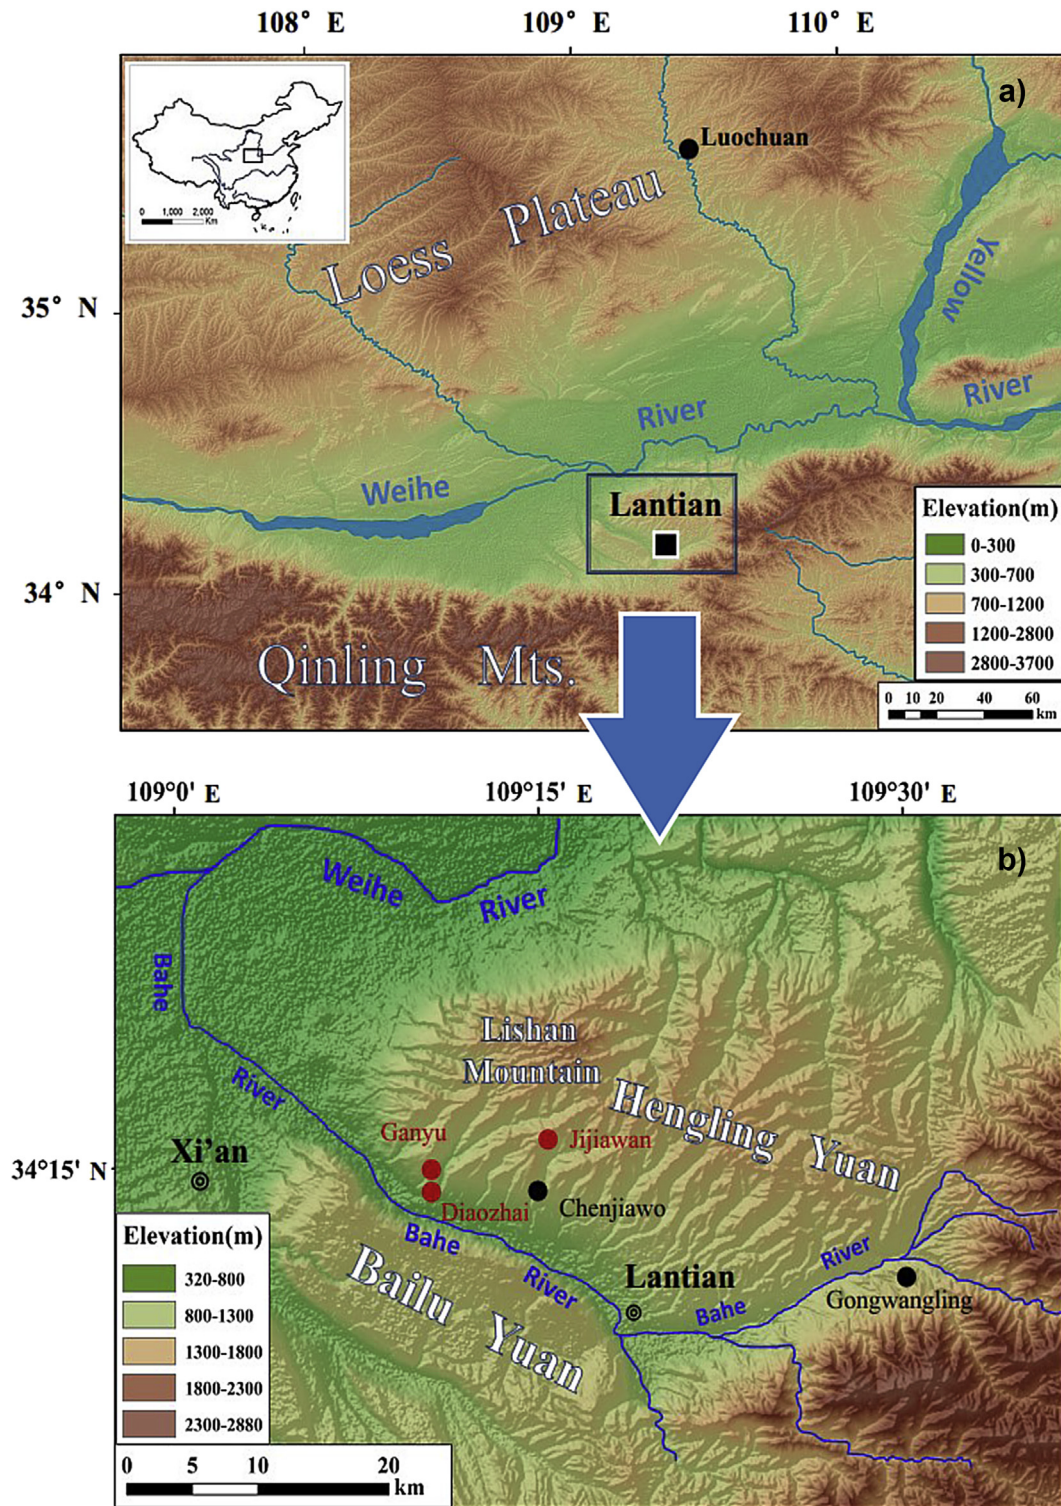 108° E 109° E 110° E
a)
0 1,000 2,000
Km
Luochuan
Loess Plateau
Yellow
35° N
River
River
Weihe
Lantian
Elevation(m)
0-300
300-700
700-1200
1200-2800
2800-3700
34° N
Qinling Mts.
0 10 20 40 60
km
109°0' E 109°15' E 109°30' E
b)
Weihe
River
Bahe
Lishan
Mountain
River
Hengling Yuan
Ganyu
Jijiawan
Xi'an
34°15' N
Diaozhai
Chenjiawo
Bahe
River
Bailu Yuan
Lantian
River
Bahe
Gongwangling
Elevation(m)
320-800
800-1300
1300-1800
1800-2300
2300-2880
0 5 10 20
km